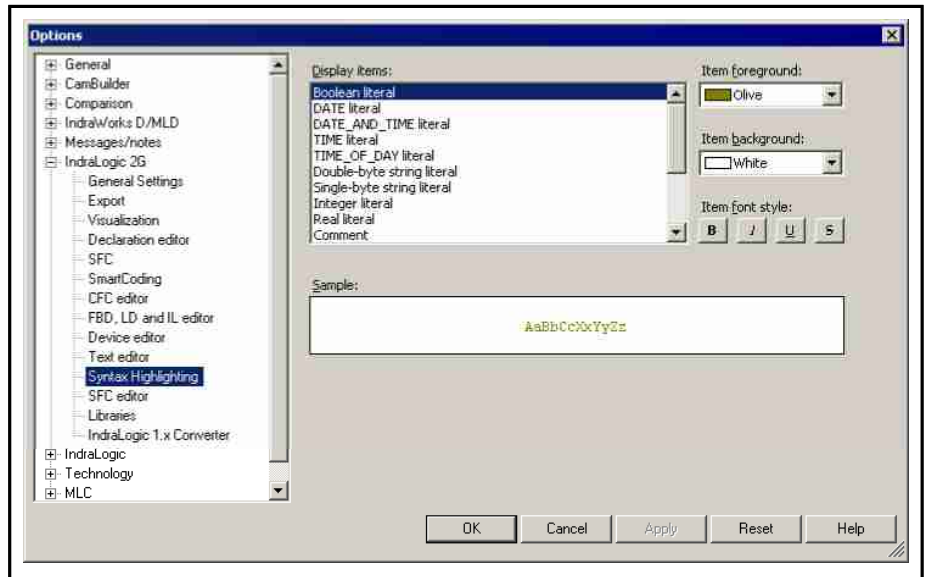 Options
General
CamBuilder
Comparison
IndraWorks D/MLD
Messages/notes
IndraLogic 2G
General Settings
Export
Visualization
Declaration editor
SFC
SmartCoding
CFC editor
FBD, LD and IL editor
Device editor
Text editor
Syntax Highlighting
SFC editor
Libraries
IndraLogic 1.x Converter
IndraLogic
Technology
MLC
Display items:
Boolean literal
DATE literal
DATE_AND_TIME literal
TIME literal
TIME_OF_DAY literal
Double-byte string literal
Single-byte string literal
Integer literal
Real literal
Comment
Item foreground:
Olive
Item background:
White
Item font style:
B I U S
Sample:
AaBbCcXxYyZz
OK Cancel Apply Reset Help